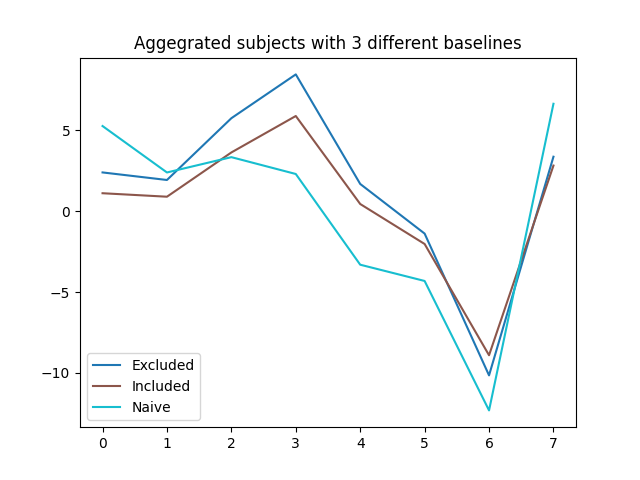 Aggegrated subjects with 3 different baselines
5
0
−5
−10
Excluded
Included
Naive
0 1 2 3 4 5 6 7